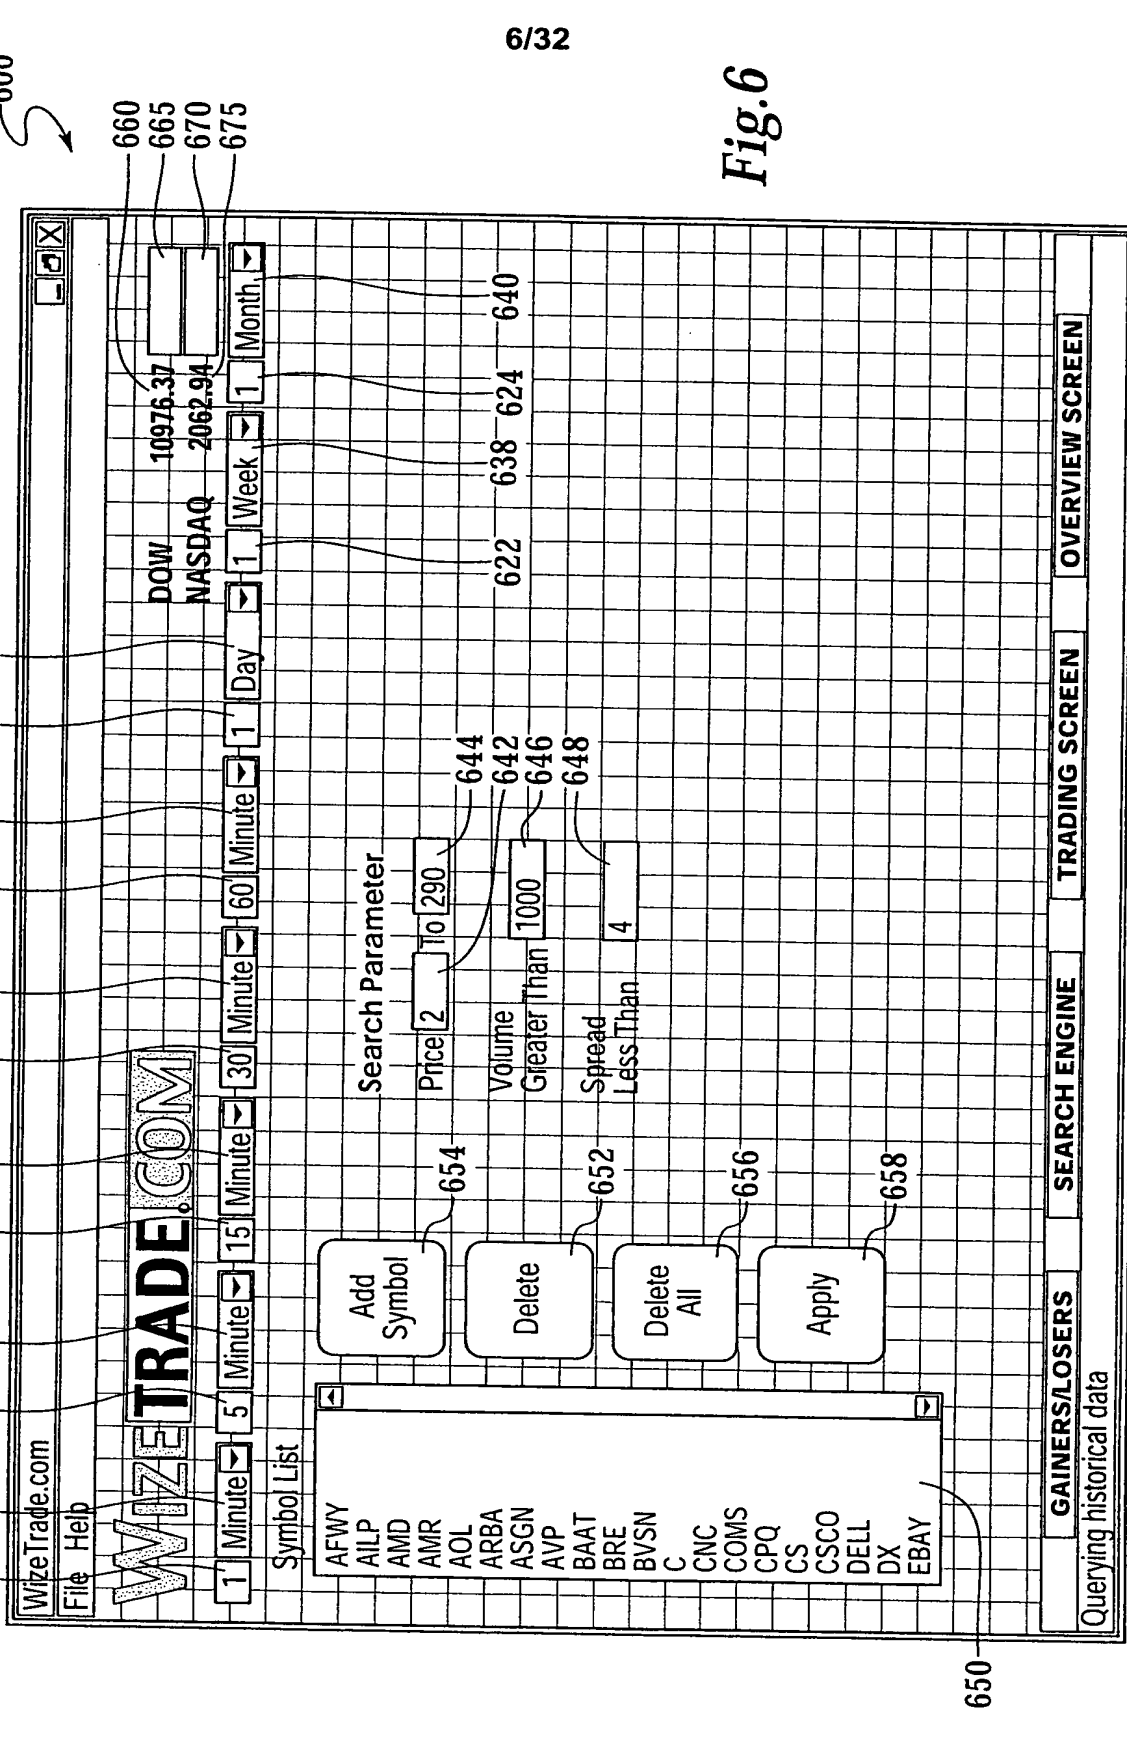 6/32
600
WizeTrade.com
File Help
WIZETRADE.COM
DOW 10976.37
NASDAQ 2062.94
660
665
670
675
1 Minute 5 Minute 15 Minute 30 Minute 60 Minute 1 Day 1 Week 1 Month
622 638 624 640
Symbol List
AFWY
AILP
AMD
AMR
AOL
ARBA
ASGN
AVP
BAAT
BRE
BVSN
C
CNC
COMS
CPQ
CS
CSCO
DELL
DX
EBAY
650
Add
Symbol
654
Delete
652
Delete
All
656
Apply
658
Search Parameter
Price 2 To 290
644
642
Volume
Greater Than 1000
646
Spread
Less Than 4
648
GAINERS/LOSERS SEARCH ENGINE TRADING SCREEN OVERVIEW SCREEN
Querying historical data
Fig.6